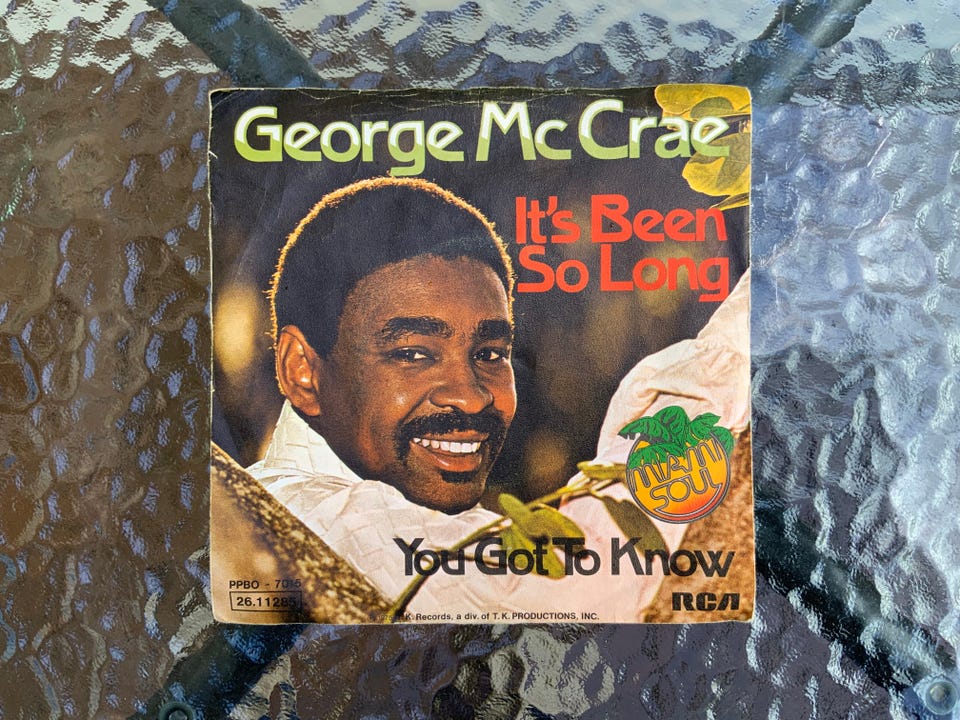 George Mc Crae
It's Been
So Long
MIAMI
SOUL
You Got To Know
PPBO - 7015
26.11285
RCA
Records, a div. of T. K. PRODUCTIONS, INC.